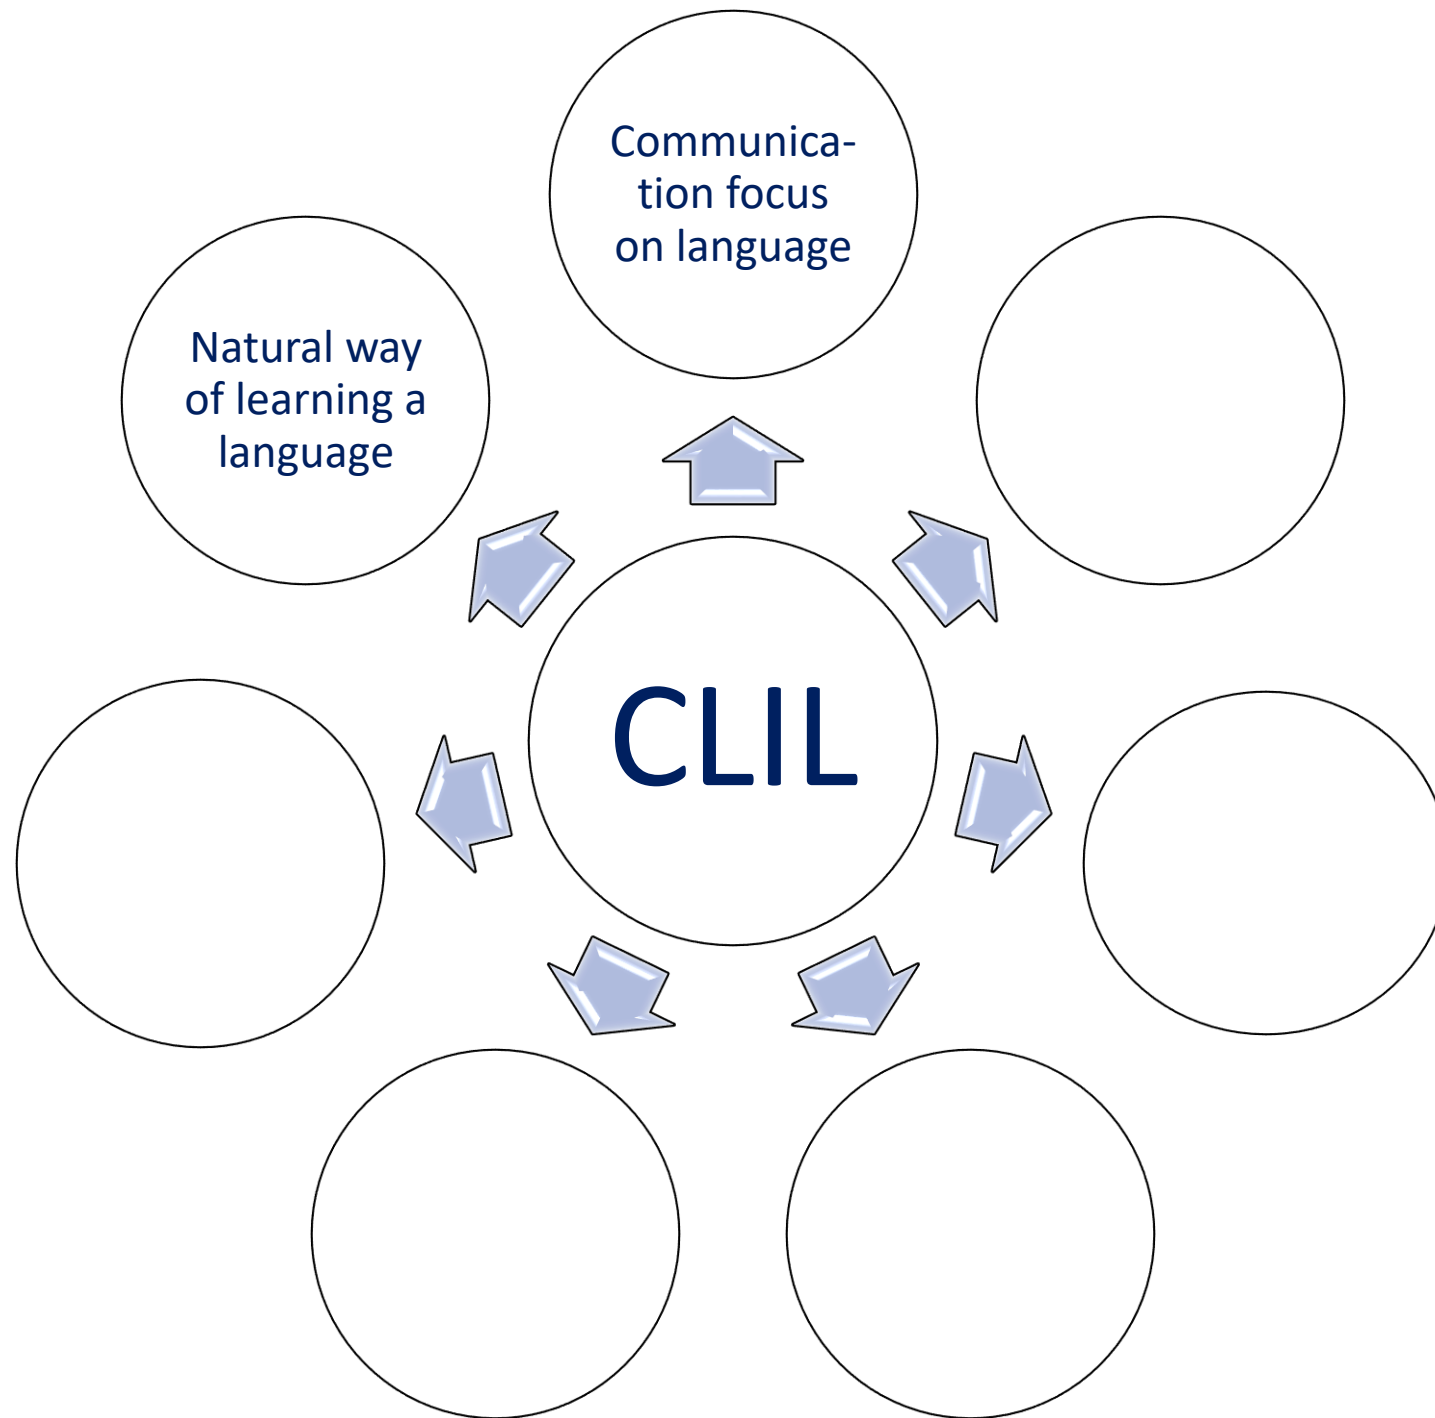 Communica-
tion focus
on language
Natural way
of learning a
language
CLIL